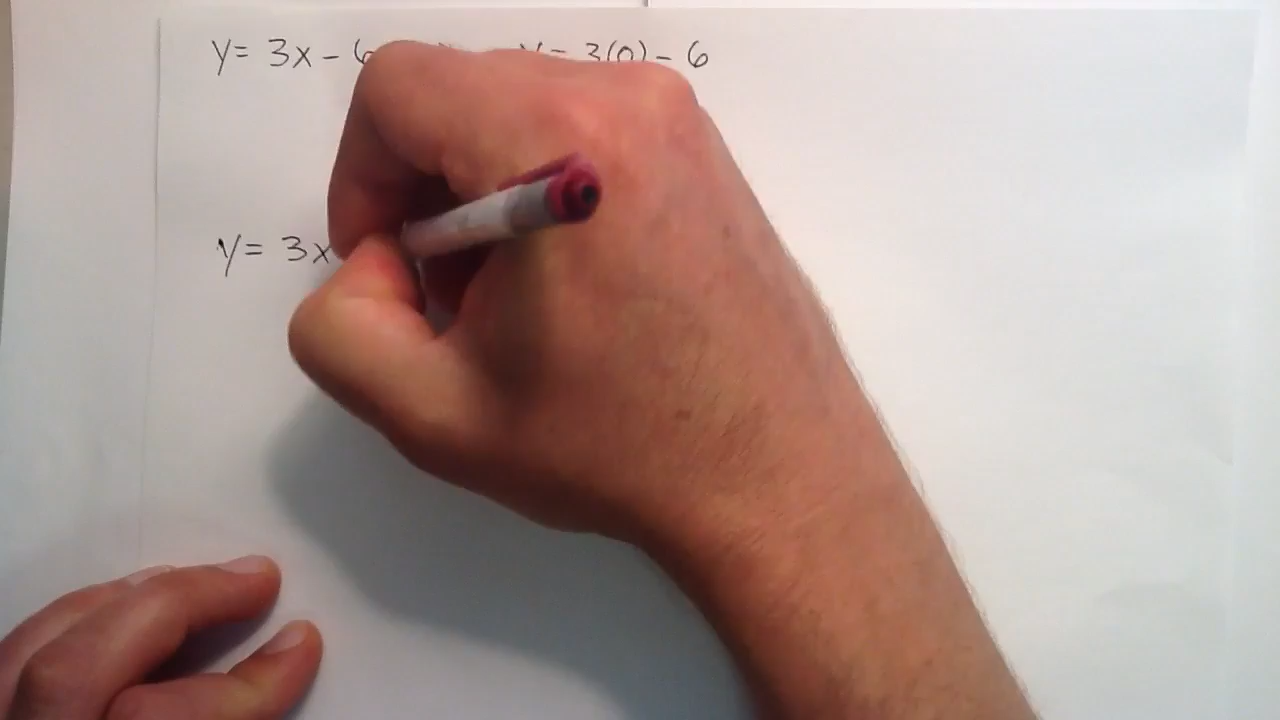 y= 3x - 6 y = 3(0) - 6
y= 3x